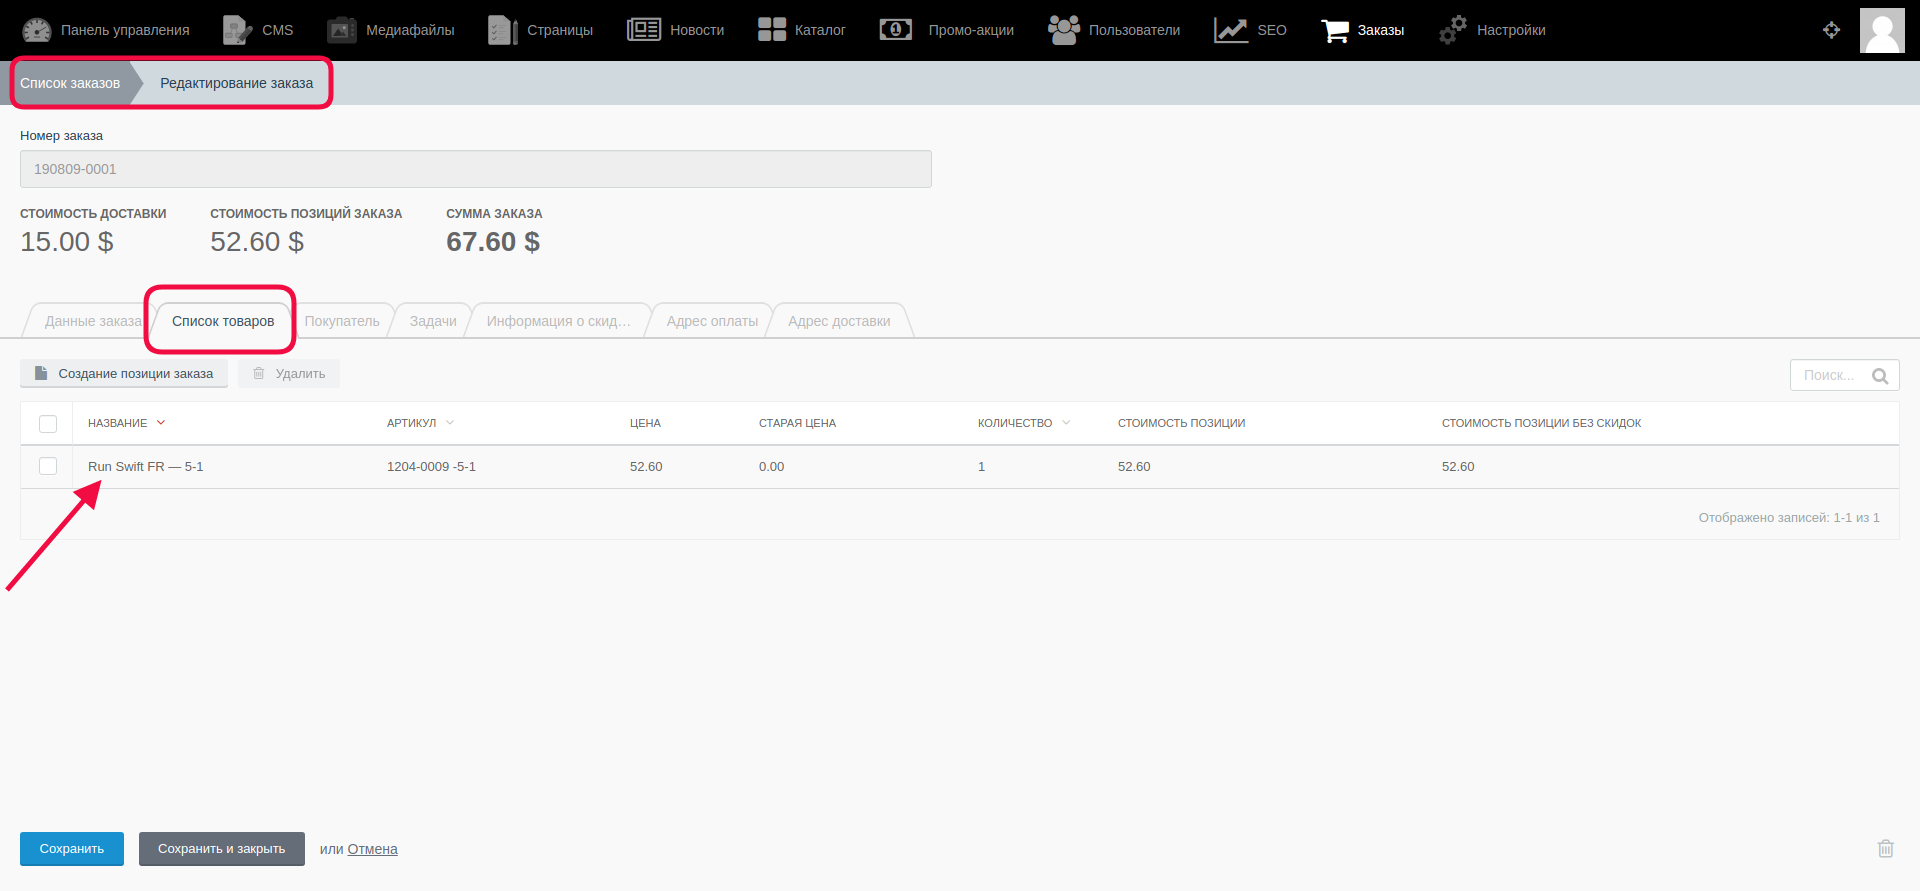 Панель управления CMS Медиафайлы Страницы Новости Каталог Промо-акции Пользователи SEO Заказы Настройки
Список заказов Редактирование заказа
Номер заказа
190809-0001
СТОИМОСТЬ ДОСТАВКИ СТОИМОСТЬ ПОЗИЦИЙ ЗАКАЗА СУММА ЗАКАЗА
15.00 $ 52.60 $ 67.60 $
Данные заказа Список товаров Покупатель Задачи Информация о скид… Адрес оплаты Адрес доставки
Создание позиции заказа Удалить Поиск...
НАЗВАНИЕ АРТИКУЛ ЦЕНА СТАРАЯ ЦЕНА КОЛИЧЕСТВО СТОИМОСТЬ ПОЗИЦИИ СТОИМОСТЬ ПОЗИЦИИ БЕЗ СКИДОК
Run Swift FR — 5-1 1204-0009 -5-1 52.60 0.00 1 52.60 52.60
Отображено записей: 1-1 из 1
Сохранить Сохранить и закрыть или Отмена